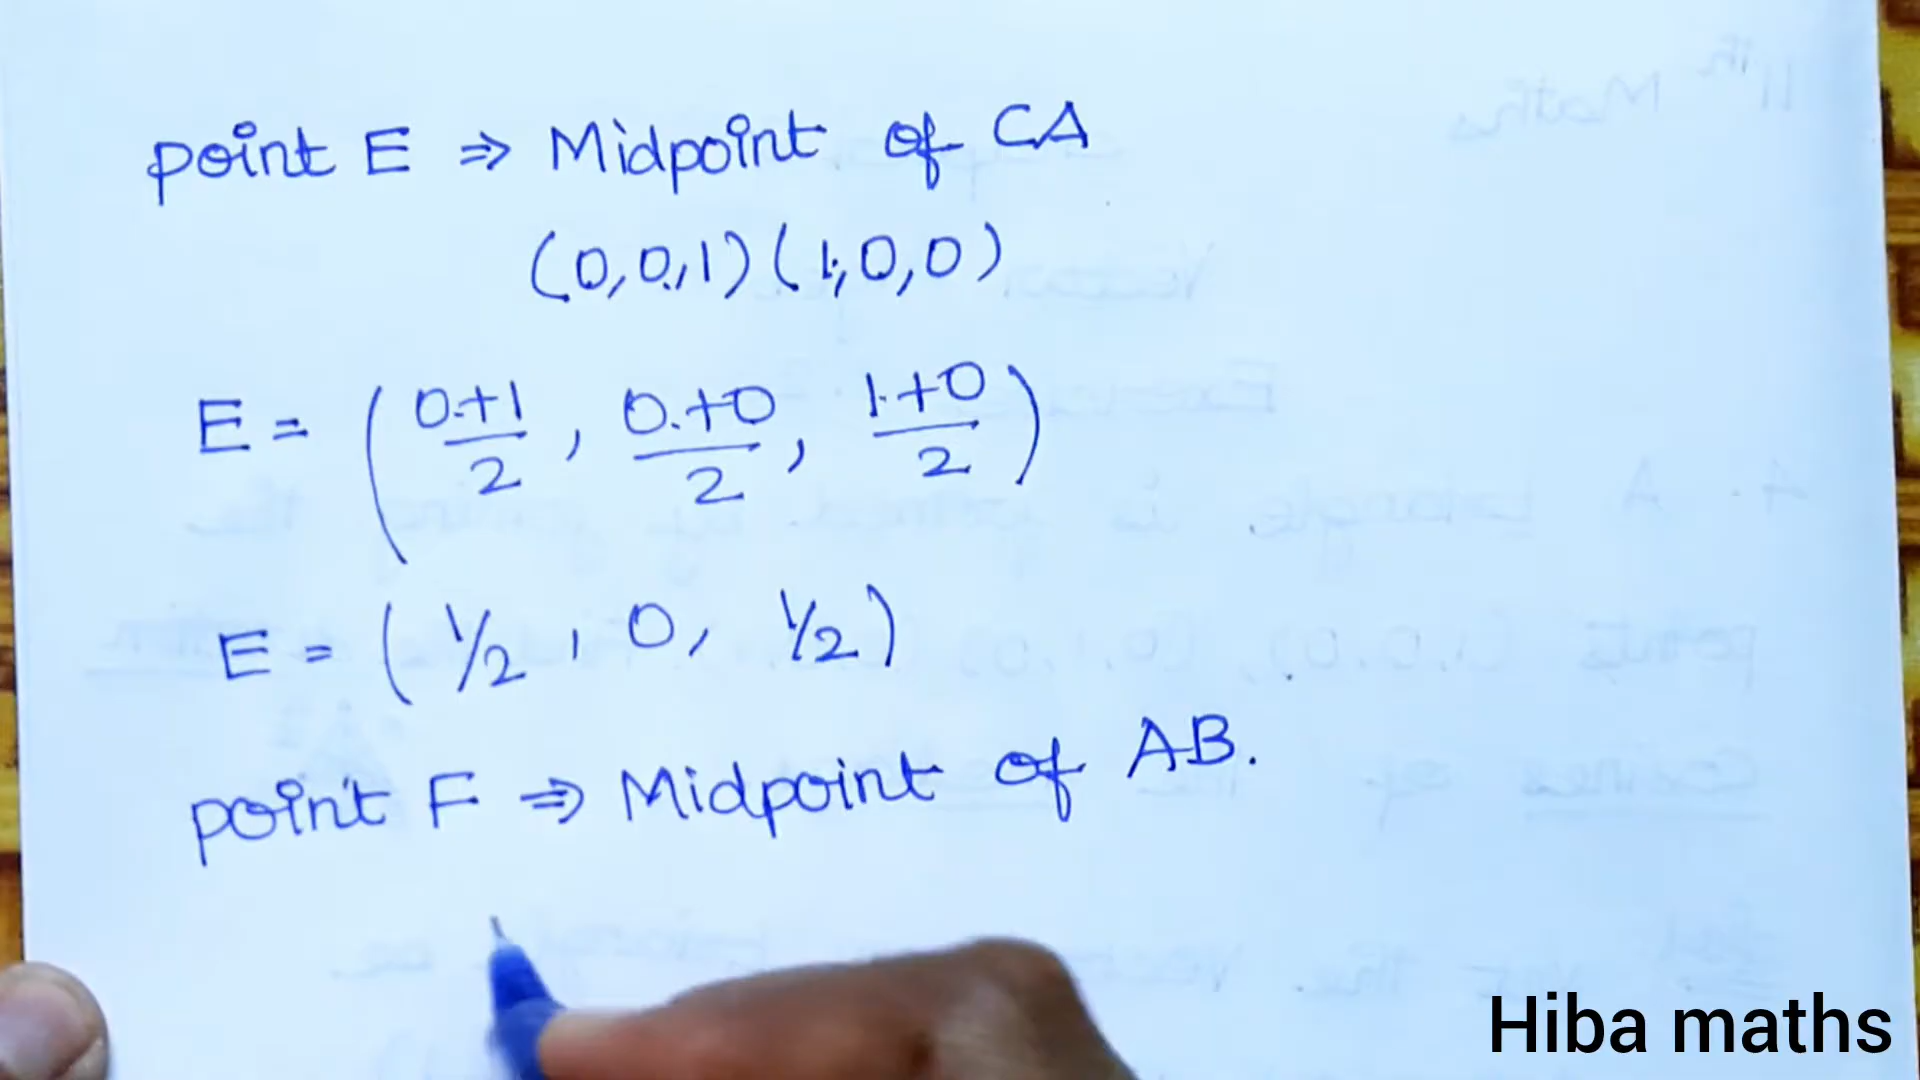 point E ⇒ Midpoint of CA
(0,0,1) (1,0,0)
E = ( 0+1/2 , 0+0/2 , 1+0/2 )
E = ( 1/2 , 0 , 1/2 )
point F ⇒ Midpoint of AB.
Hiba maths